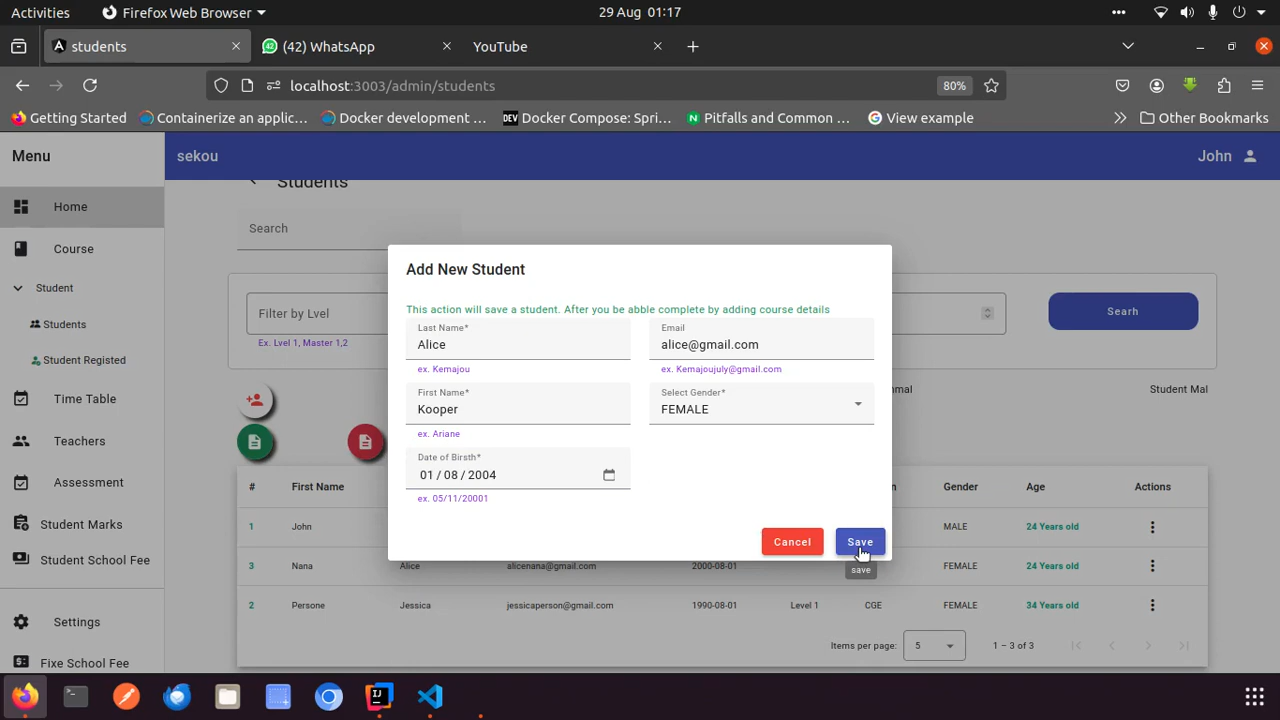 Activities Firefox Web Browser 29 Aug 01:17
students (42) WhatsApp YouTube
localhost:3003/admin/students 80%
Getting Started Containerize an applic... Docker development ... DEV Docker Compose: Spri... Pitfalls and Common ... View example Other Bookmarks
Menu sekou John
Students
Home
Search
Course
Student
Students
Student Registed
Time Table
Teachers
Assessment
Student Marks
Student School Fee
Settings
Fixe School Fee
Filter by Lvel
Ex. Lvel 1, Master 1,2
Searh
Student Mal
Add New Student
This action will save a student. After you be abble complete by adding course details
Last Name* Email
Alice alice@gmail.com
ex. Kemajou ex. Kemajoujuly@gmail.com
First Name* Select Gender*
Kooper FEMALE
ex. Ariane
Date of Birsth*
01 / 08 / 2004
ex. 05/11/20001
Cancel Save
save
# First Name Gender Age Actions
1 John MALE 24 Years old
3 Nana Alice alicenana@gmail.com 2000-08-01 FEMALE 24 Years old
2 Persone Jessica jessicaperson@gmail.com 1990-08-01 Level 1 CGE FEMALE 34 Years old
Items per page: 5 1 – 3 of 3